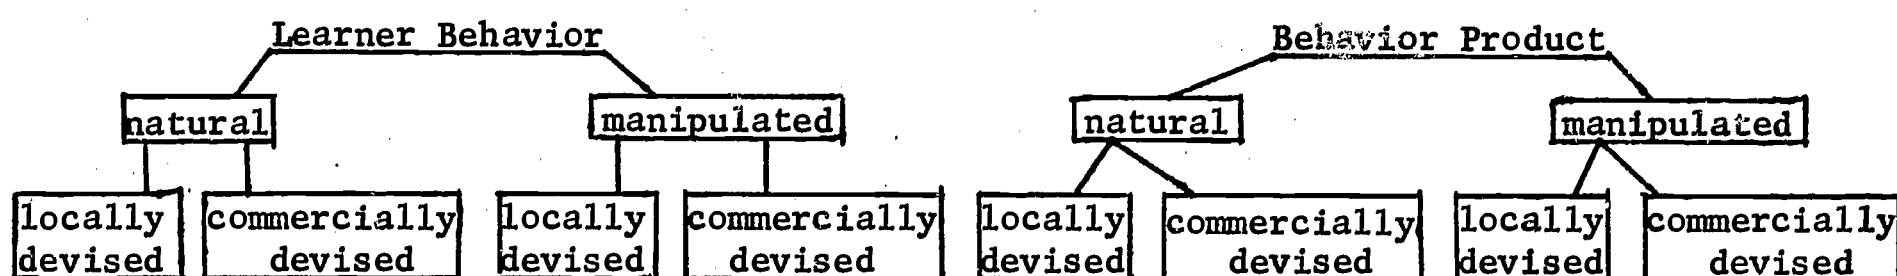 Learner Behavior Behavior Product
natural manipulated natural manipulated
locally commercially locally commercially locally commercially locally commercially
devised devised devised devised devised devised devised devised